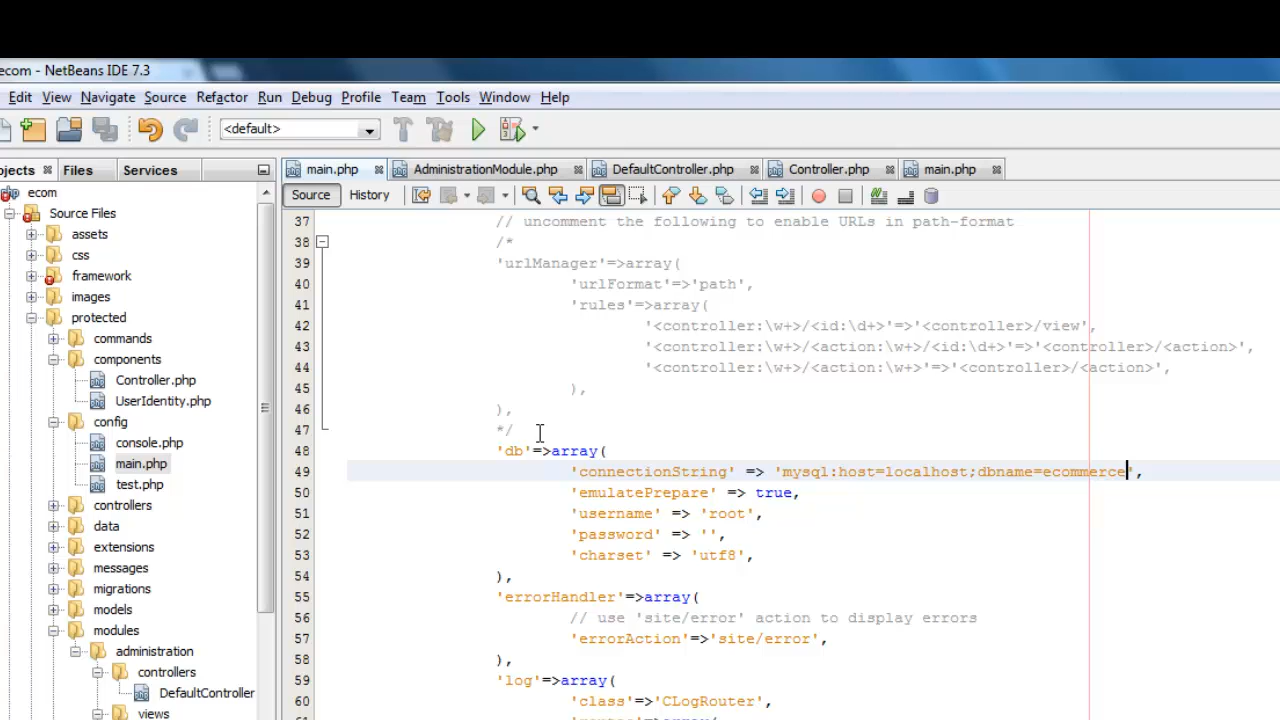 ecom - NetBeans IDE 7.3
Edit View Navigate Source Refactor Run Debug Profile Team Tools Window Help
<default>
ojects Files Services
main.php AdministrationModule.php DefaultController.php Controller.php main.php
Source History
ecom
Source Files
assets
css
framework
images
protected
commands
components
Controller.php
UserIdentity.php
config
console.php
main.php
test.php
controllers
data
extensions
messages
migrations
models
modules
administration
controllers
DefaultController
views
37 // uncomment the following to enable URLs in path-format
38 /*
39 'urlManager'=>array(
40 'urlFormat'=>'path',
41 'rules'=>array(
42 '<controller:\w+>/<id:\d+>'=>'<controller>/view',
43 '<controller:\w+>/<action:\w+>/<id:\d+>'=>'<controller>/<action>',
44 '<controller:\w+>/<action:\w+>'=>'<controller>/<action>',
45 ),
46 ),
47 */
48 'db'=>array(
49 'connectionString' => 'mysql:host=localhost;dbname=ecommerce',
50 'emulatePrepare' => true,
51 'username' => 'root',
52 'password' => '',
53 'charset' => 'utf8',
54 ),
55 'errorHandler'=>array(
56 // use 'site/error' action to display errors
57 'errorAction'=>'site/error',
58 ),
59 'log'=>array(
60 'class'=>'CLogRouter',